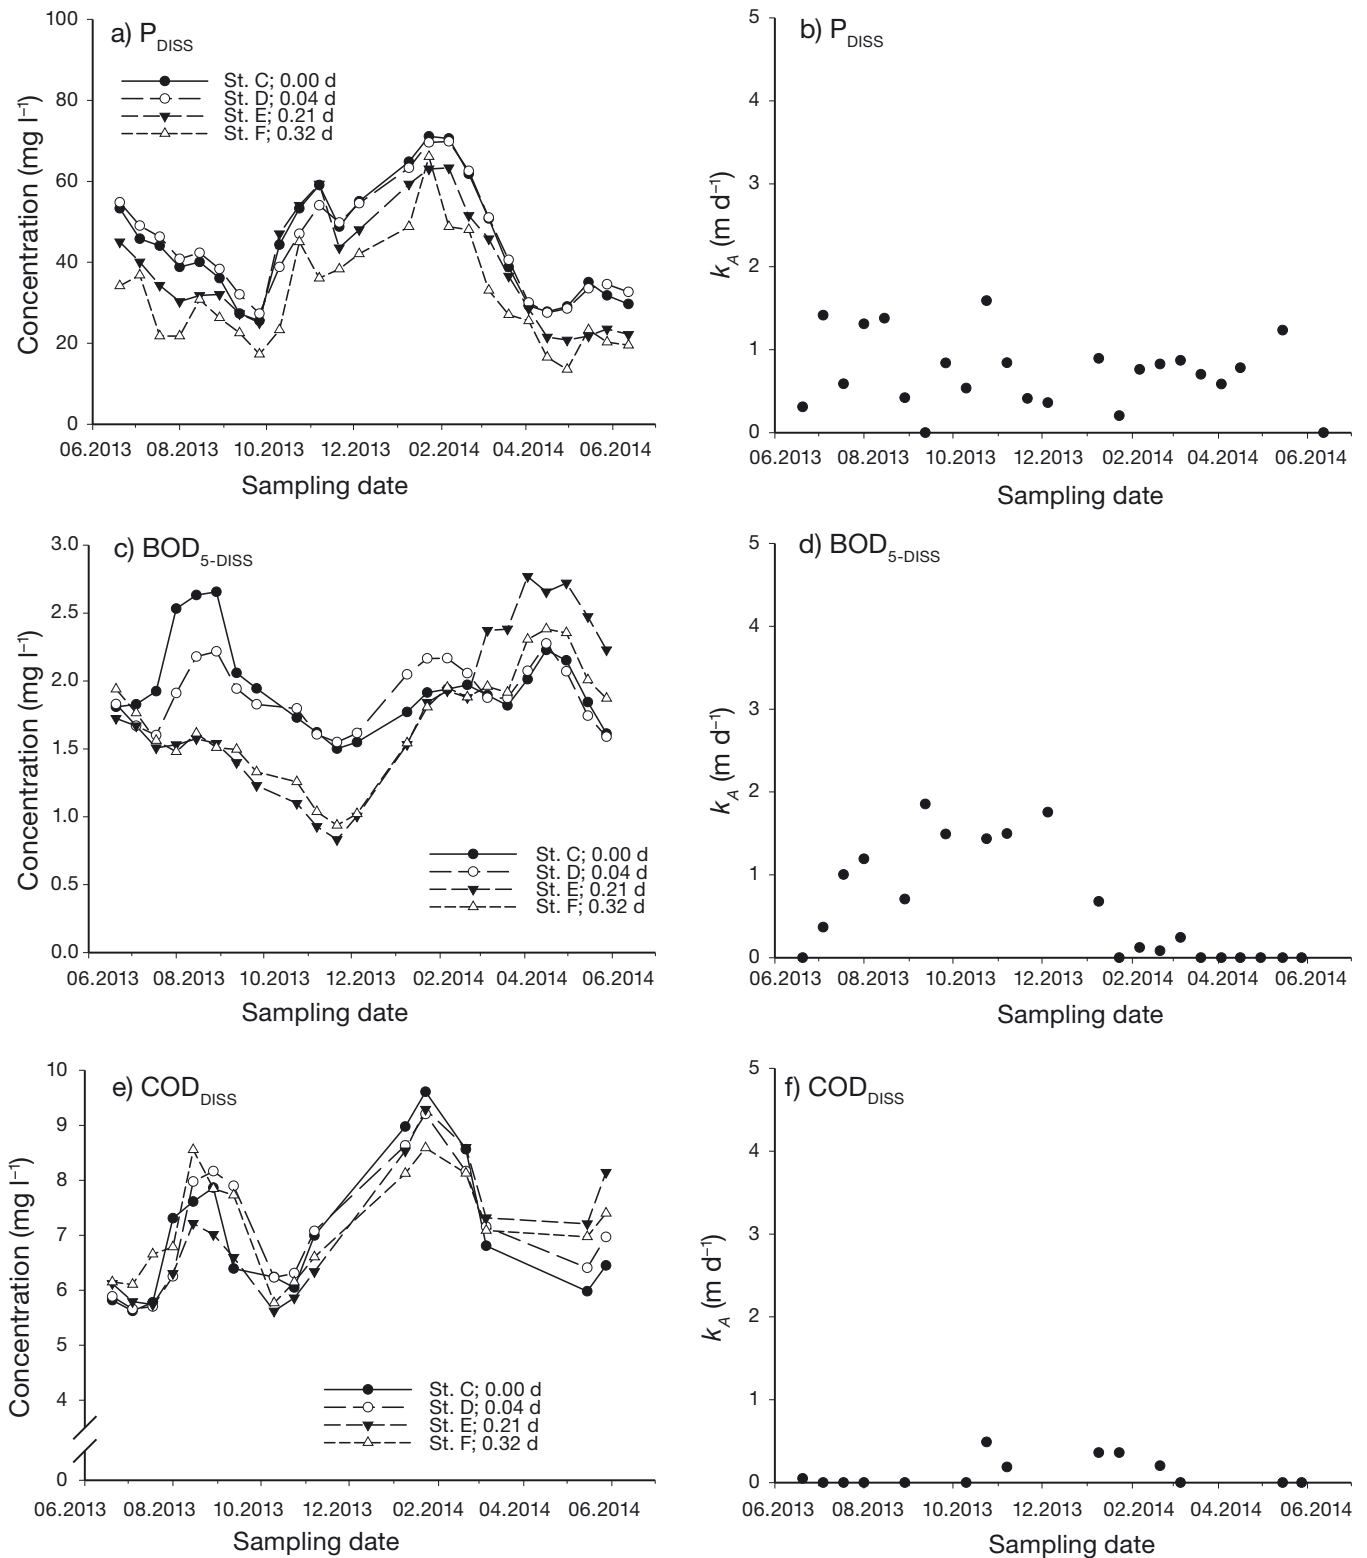 a) P_DISS
St. C; 0.00 d
St. D; 0.04 d
St. E; 0.21 d
St. F; 0.32 d
Concentration (mg l⁻¹)
100
80
60
40
20
0
06.2013 08.2013 10.2013 12.2013 02.2014 04.2014 06.2014
Sampling date
b) P_DISS
k_A (m d⁻¹)
5
4
3
2
1
0
06.2013 08.2013 10.2013 12.2013 02.2014 04.2014 06.2014
Sampling date
c) BOD_5-DISS
Concentration (mg l⁻¹)
3.0
2.5
2.0
1.5
1.0
0.5
0.0
St. C; 0.00 d
St. D; 0.04 d
St. E; 0.21 d
St. F; 0.32 d
06.2013 08.2013 10.2013 12.2013 02.2014 04.2014 06.2014
Sampling date
d) BOD_5-DISS
k_A (m d⁻¹)
5
4
3
2
1
0
06.2013 08.2013 10.2013 12.2013 02.2014 04.2014 06.2014
Sampling date
e) COD_DISS
Concentration (mg l⁻¹)
10
9
8
7
6
5
4
0
St. C; 0.00 d
St. D; 0.04 d
St. E; 0.21 d
St. F; 0.32 d
06.2013 08.2013 10.2013 12.2013 02.2014 04.2014 06.2014
Sampling date
f) COD_DISS
k_A (m d⁻¹)
5
4
3
2
1
0
06.2013 08.2013 10.2013 12.2013 02.2014 04.2014 06.2014
Sampling date